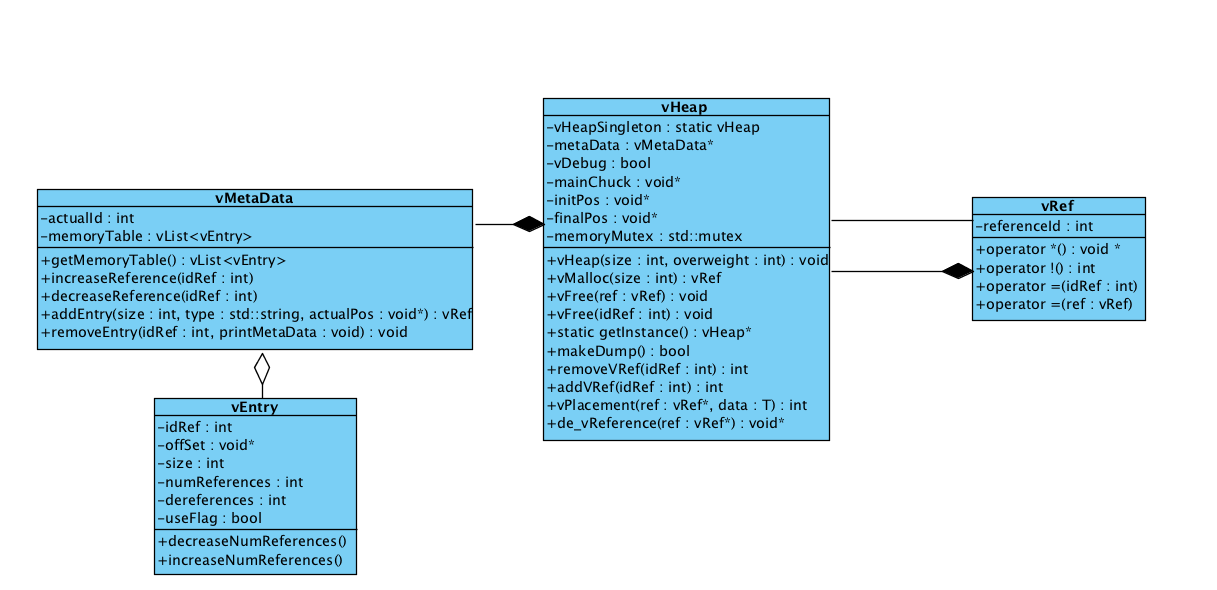 vHeap
-vHeapSingleton : static vHeap
-metaData : vMetaData*
-vDebug : bool
-mainChuck : void*
-initPos : void*
-finalPos : void*
-memoryMutex : std::mutex
+vHeap(size : int, overweight : int) : void
+vMalloc(size : int) : vRef
+vFree(ref : vRef) : void
+vFree(idRef : int) : void
+static getInstance() : vHeap*
+makeDump() : bool
+removeVRef(idRef : int) : int
+addVRef(idRef : int) : int
+vPlacement(ref : vRef*, data : T) : int
+de_vReference(ref : vRef*) : void*
vMetaData
-actualId : int
-memoryTable : vList<vEntry>
+getMemoryTable() : vList<vEntry>
+increaseReference(idRef : int)
+decreaseReference(idRef : int)
+addEntry(size : int, type : std::string, actualPos : void*) : vRef
+removeEntry(idRef : int, printMetaData : void) : void
vRef
-referenceId : int
+operator *() : void *
+operator !() : int
+operator =(idRef : int)
+operator =(ref : vRef)
vEntry
-idRef : int
-offSet : void*
-size : int
-numReferences : int
-dereferences : int
-useFlag : bool
+decreaseNumReferences()
+increaseNumReferences()